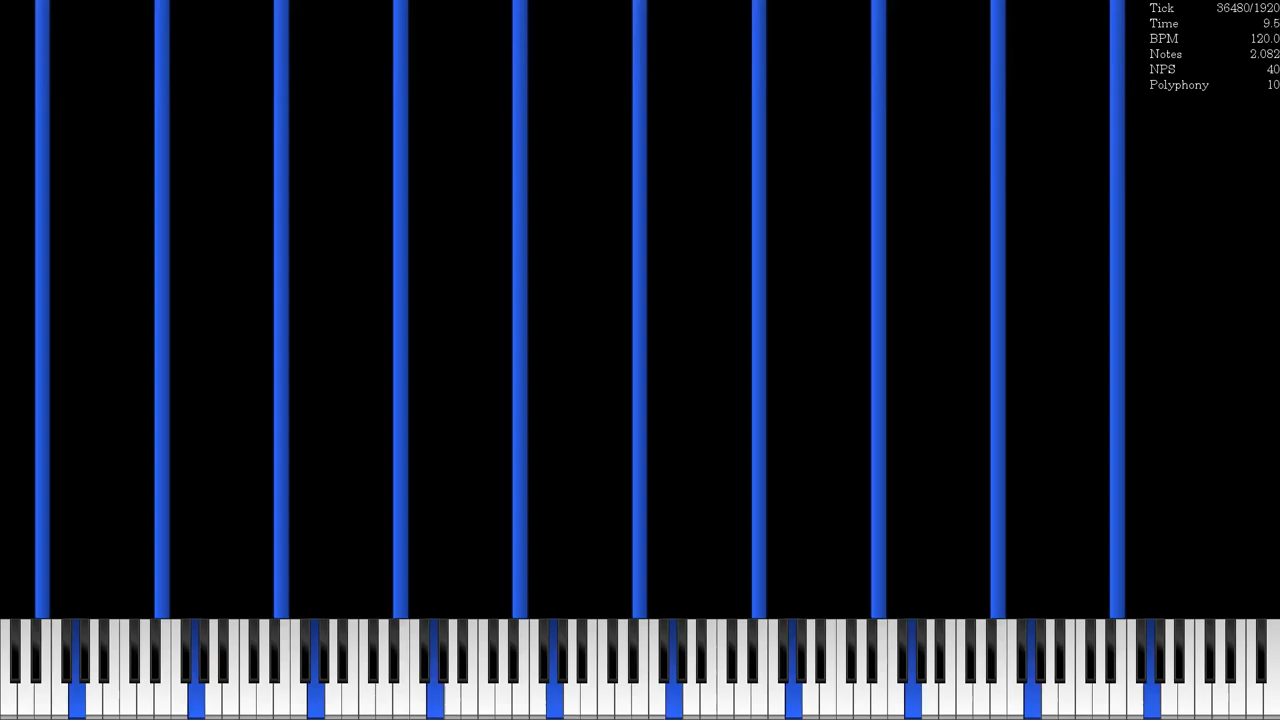 Tick 36480/1920
Time 9.5
BPM 120.0
Notes 2.082
NPS 40
Polyphony 10